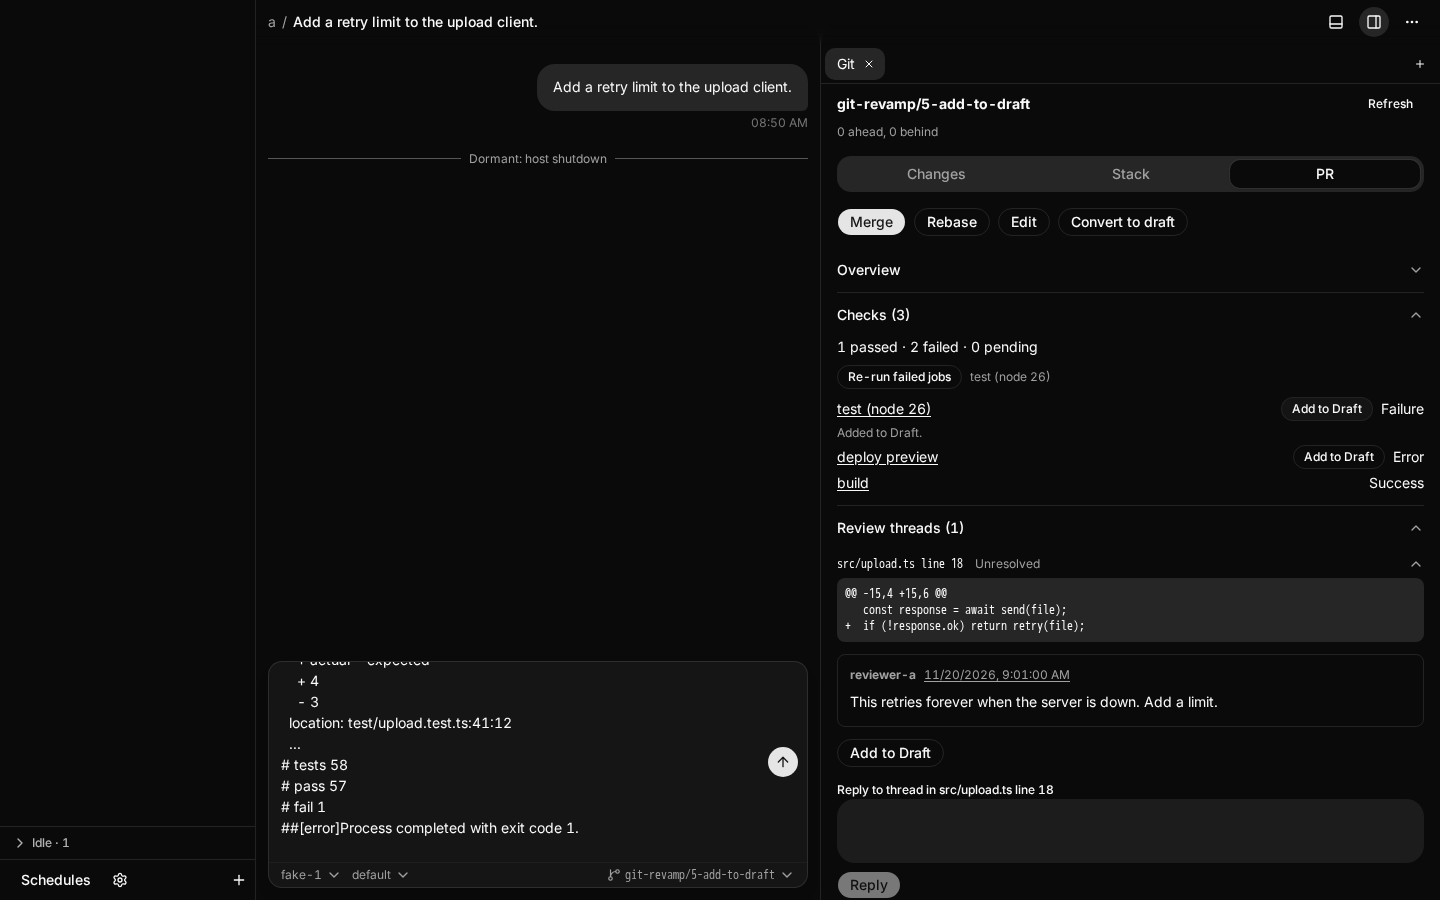 a / Add a retry limit to the upload client.
Add a retry limit to the upload client.
08:50 AM
Dormant: host shutdown
+ actual - expected
+ 4
- 3
location: test/upload.test.ts:41:12
...
# tests 58
# pass 57
# fail 1
##[error]Process completed with exit code 1.
fake-1
default
git-revamp/5-add-to-draft
Idle · 1
Schedules
Git
git-revamp/5-add-to-draft
Refresh
0 ahead, 0 behind
Changes
Stack
PR
Merge
Rebase
Edit
Convert to draft
Overview
Checks (3)
1 passed · 2 failed · 0 pending
Re-run failed jobs
test (node 26)
test (node 26)
Add to Draft
Failure
Added to Draft.
deploy preview
Add to Draft
Error
build
Success
Review threads (1)
src/upload.ts line 18
Unresolved
@@ -15,4 +15,6 @@
const response = await send(file);
+  if (!response.ok) return retry(file);
reviewer-a
11/20/2026, 9:01:00 AM
This retries forever when the server is down. Add a limit.
Add to Draft
Reply to thread in src/upload.ts line 18
Reply